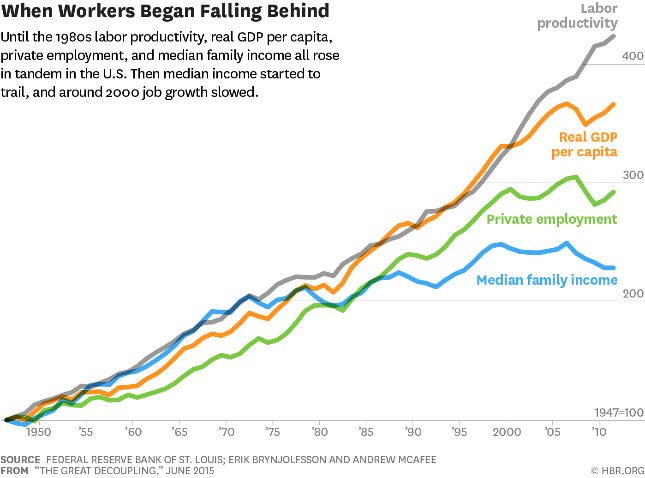 When Workers Began Falling Behind
Until the 1980s labor productivity, real GDP per capita,
private employment, and median family income all rose
in tandem in the U.S. Then median income started to
trail, and around 2000 job growth slowed.
Labor
productivity
400
Real GDP
per capita
300
Private employment
Median family income
200
1947=100
1950 ’55 ’60 ’65 ’70 ’75 ’80 ’85 ’90 ’95 2000 ’05 ’10
SOURCE FEDERAL RESERVE BANK OF ST. LOUIS; ERIK BRYNJOLFSSON AND ANDREW MCAFEE
FROM “THE GREAT DECOUPLING,” JUNE 2015
© HBR.ORG